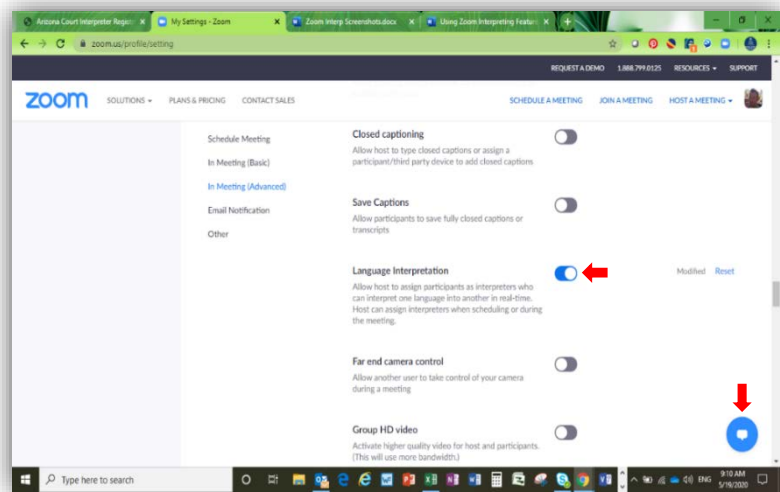 Arizona Court Interpreter Regist
My Settings - Zoom
Zoom Interp Screenshots.docx
Using Zoom Interpreting Featur
zoom.us/profile/setting
REQUEST A DEMO 1.888.799.0125 RESOURCES SUPPORT
zoom SOLUTIONS PLANS & PRICING CONTACT SALES SCHEDULE A MEETING JOIN A MEETING HOST A MEETING
Schedule Meeting
In Meeting (Basic)
In Meeting (Advanced)
Email Notification
Other
Closed captioning
Allow host to type closed captions or assign a
participant/third party device to add closed captions
Save Captions
Allow participants to save fully closed captions or
transcripts
Language Interpretation
Modified Reset
Allow host to assign participants as interpreters who
can interpret one language into another in real-time.
Host can assign interpreters when scheduling or during
the meeting.
Far end camera control
Allow another user to take control of your camera
during a meeting
Group HD video
Activate higher quality video for host and participants.
(This will use more bandwidth.)
Type here to search
ENG
9:10 AM
5/19/2020